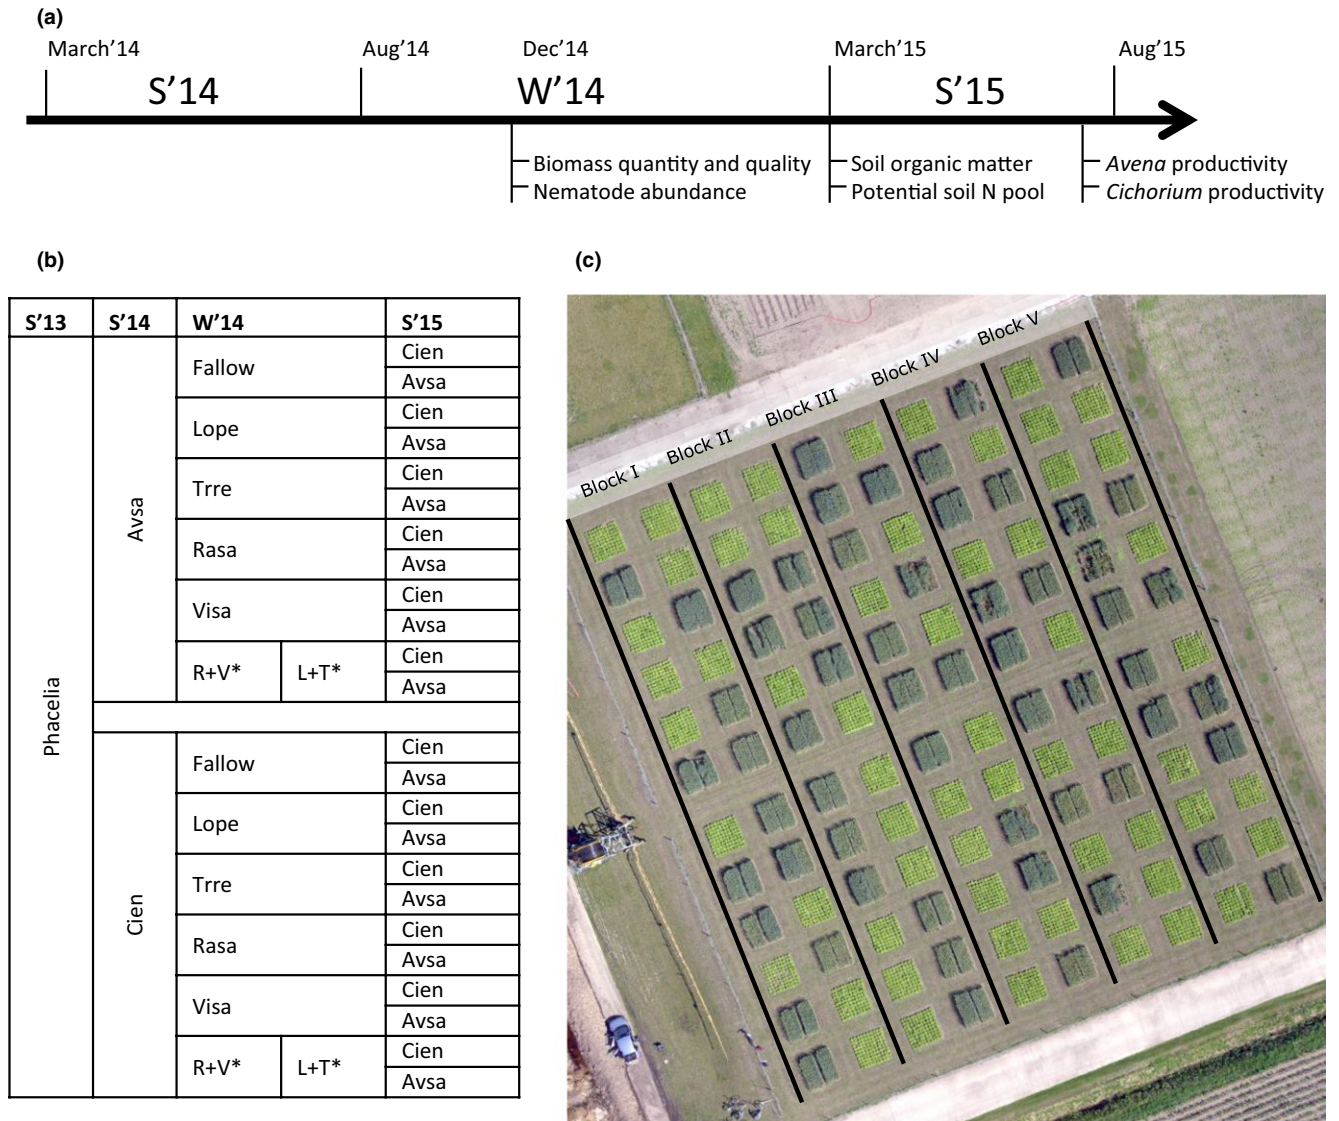 (a)
March'14 Aug'14 Dec'14 March'15 Aug'15
S'14 W'14 S'15
Biomass quantity and quality Soil organic matter Avena productivity
Nematode abundance Potential soil N pool Cichorium productivity
(b)
S'13 S'14 W'14 S'15
Phacelia
Avsa
Fallow
Cien
Avsa
Lope
Cien
Avsa
Trre
Cien
Avsa
Rasa
Cien
Avsa
Visa
Cien
Avsa
R+V* L+T*
Cien
Avsa
Cien
Fallow
Cien
Avsa
Lope
Cien
Avsa
Trre
Cien
Avsa
Rasa
Cien
Avsa
Visa
Cien
Avsa
R+V* L+T*
Cien
Avsa
(c)
Block I
Block II
Block III
Block IV
Block V